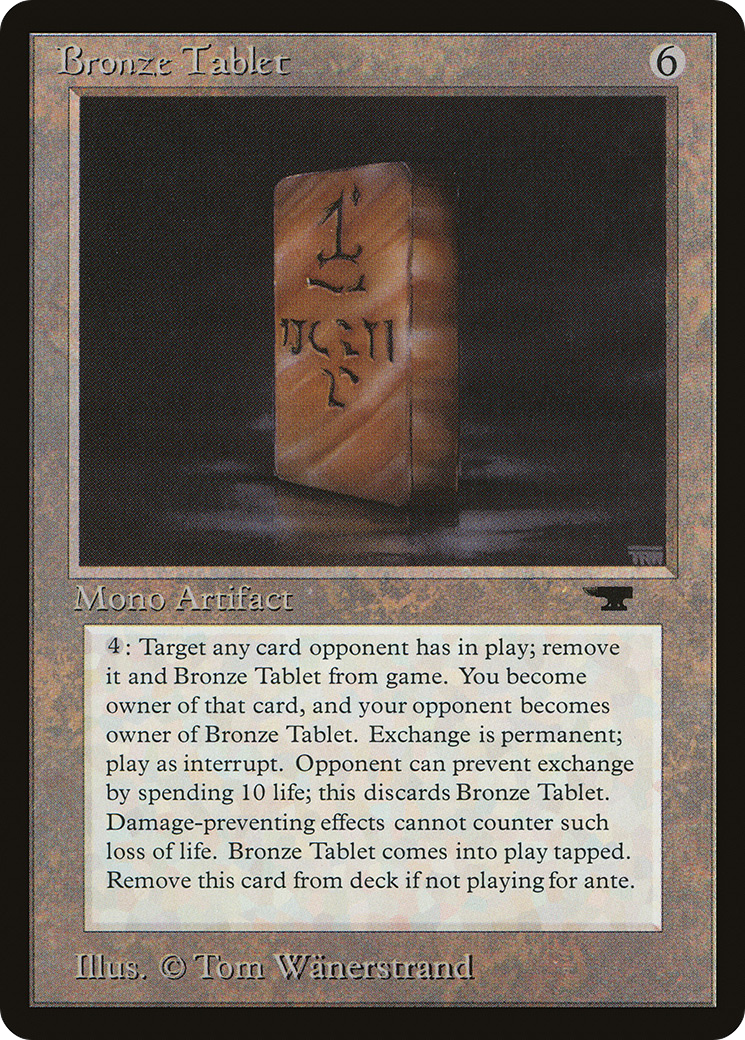 Bronze Tablet 6
Mono Artifact
4: Target any card opponent has in play; remove
it and Bronze Tablet from game. You become
owner of that card, and your opponent becomes
owner of Bronze Tablet. Exchange is permanent;
play as interrupt. Opponent can prevent exchange
by spending 10 life; this discards Bronze Tablet.
Damage-preventing effects cannot counter such
loss of life. Bronze Tablet comes into play tapped.
Remove this card from deck if not playing for ante.
Illus. © Tom Wänerstrand